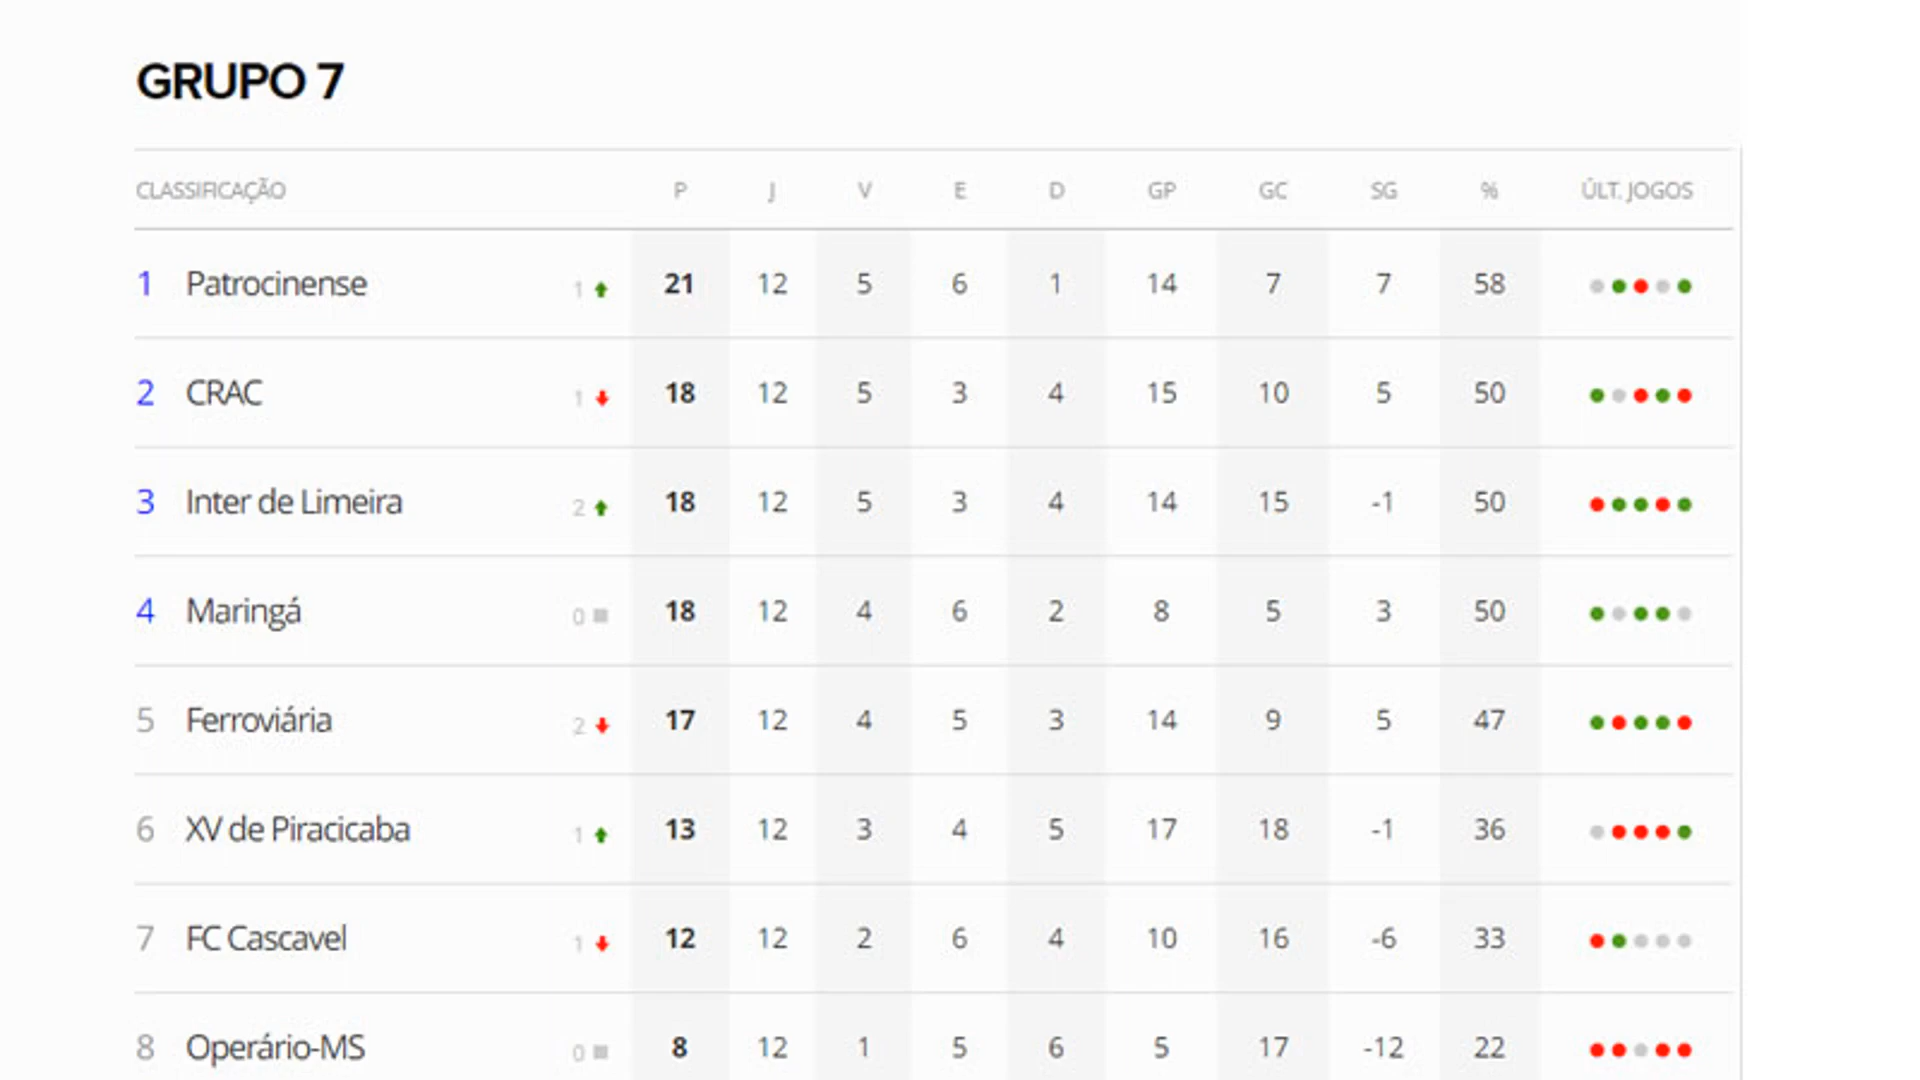 GRUPO 7
CLASSIFICAÇÃO P J V E D GP GC SG % ÚLT. JOGOS
1 Patrocinense 1 21 12 5 6 1 14 7 7 58
2 CRAC 1 18 12 5 3 4 15 10 5 50
3 Inter de Limeira 2 18 12 5 3 4 14 15 -1 50
4 Maringá 0 18 12 4 6 2 8 5 3 50
5 Ferroviária 2 17 12 4 5 3 14 9 5 47
6 XV de Piracicaba 1 13 12 3 4 5 17 18 -1 36
7 FC Cascavel 1 12 12 2 6 4 10 16 -6 33
8 Operário-MS 0 8 12 1 5 6 5 17 -12 22